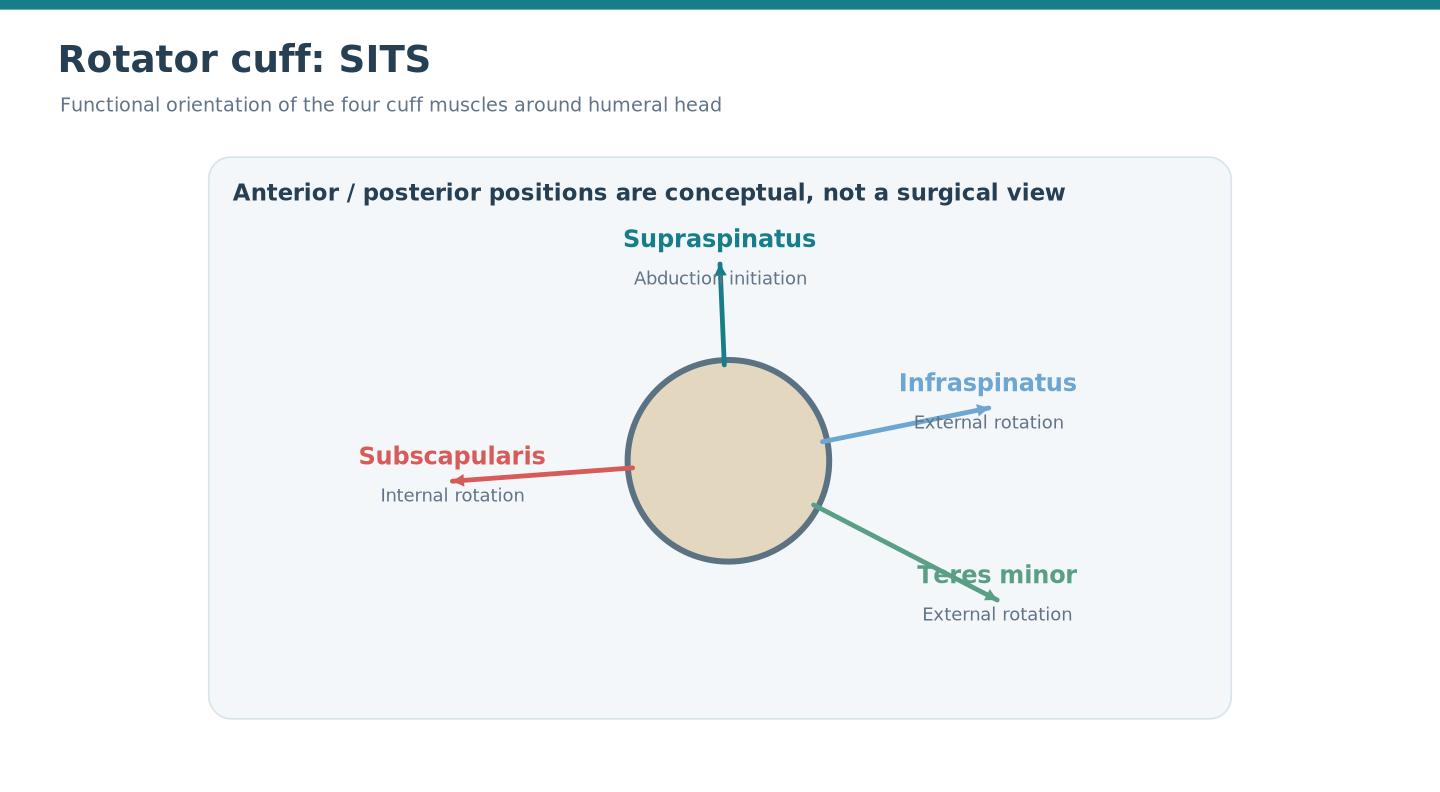 Rotator cuff: SITS
Functional orientation of the four cuff muscles around humeral head
Anterior / posterior positions are conceptual, not a surgical view
Supraspinatus
Abduction initiation
Infraspinatus
External rotation
Subscapularis
Internal rotation
Teres minor
External rotation